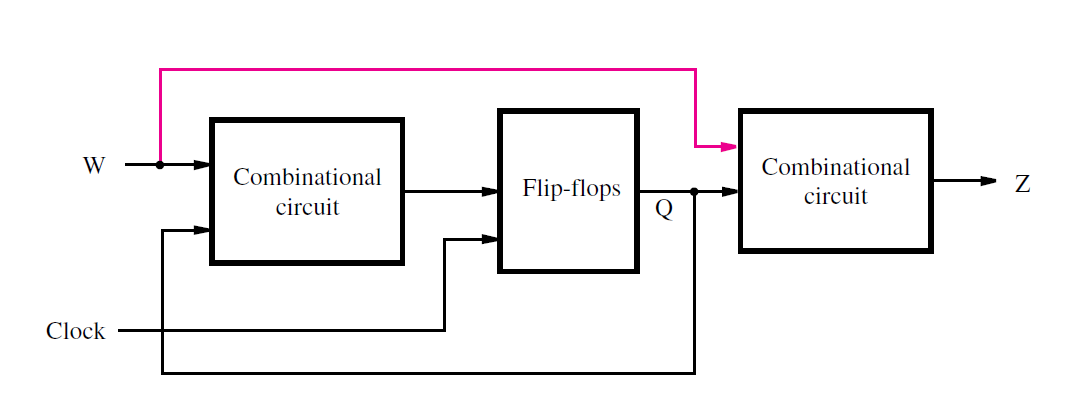 W
Combinational
circuit
Flip-flops
Q
Combinational
circuit
Z
Clock